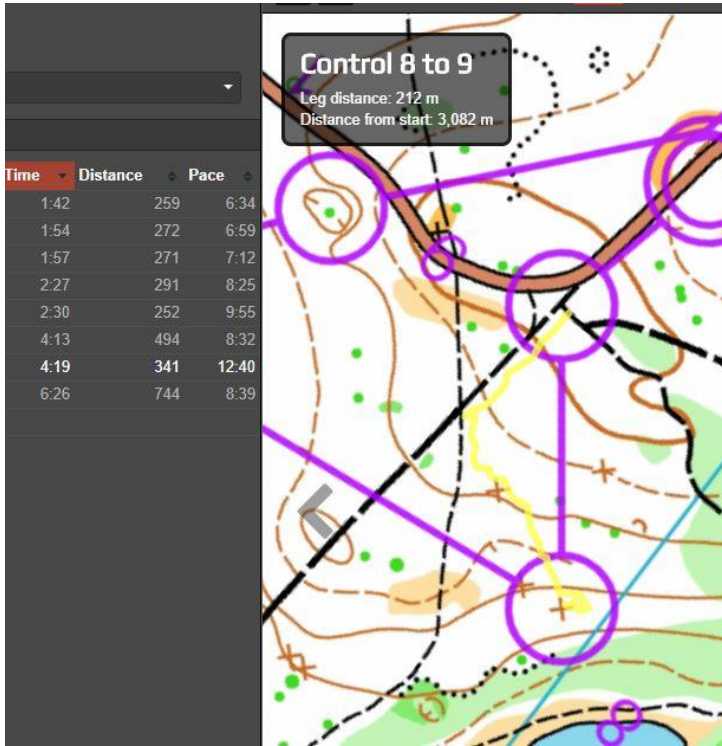 Control 8 to 9
Leg distance: 212 m
Distance from start: 3,082 m
Time Distance Pace
1:42 259 6:34
1:54 272 6:59
1:57 271 7:12
2:27 291 8:25
2:30 252 9:55
4:13 494 8:32
4:19 341 12:40
6:26 744 8:39